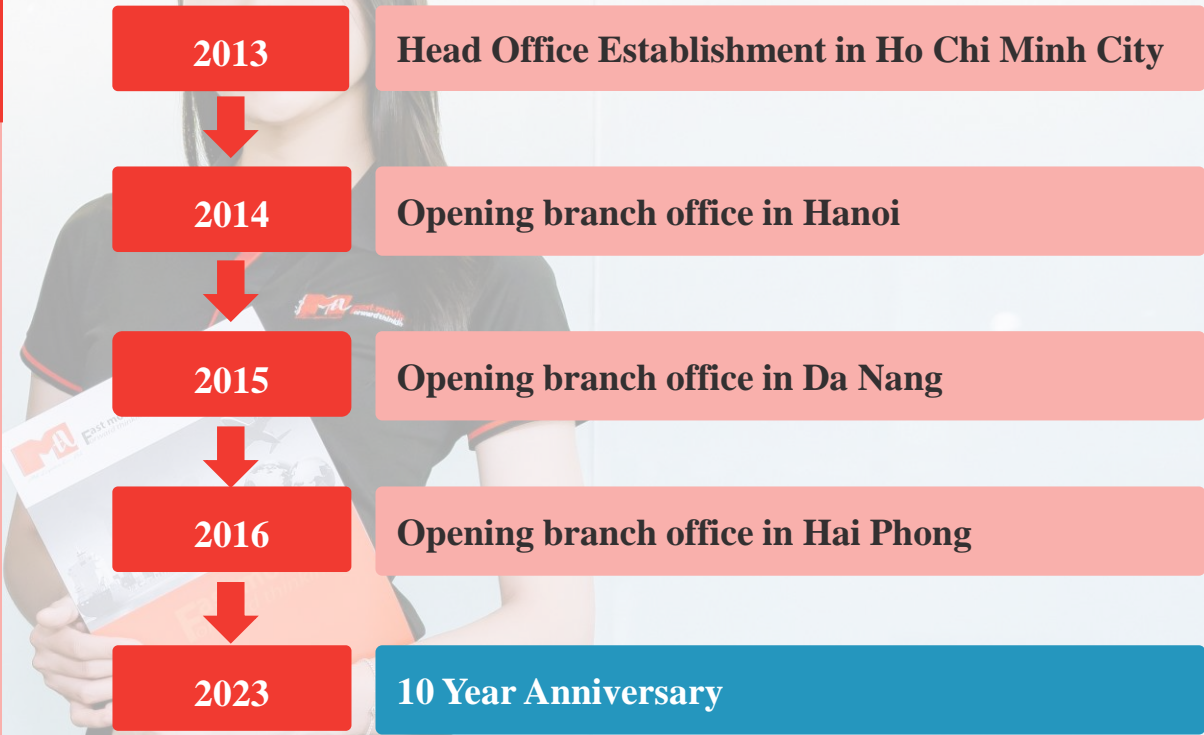 2013
Head Office Establishment in Ho Chi Minh City
2014
Opening branch office in Hanoi
2015
Opening branch office in Da Nang
2016
Opening branch office in Hai Phong
2023
10 Year Anniversary